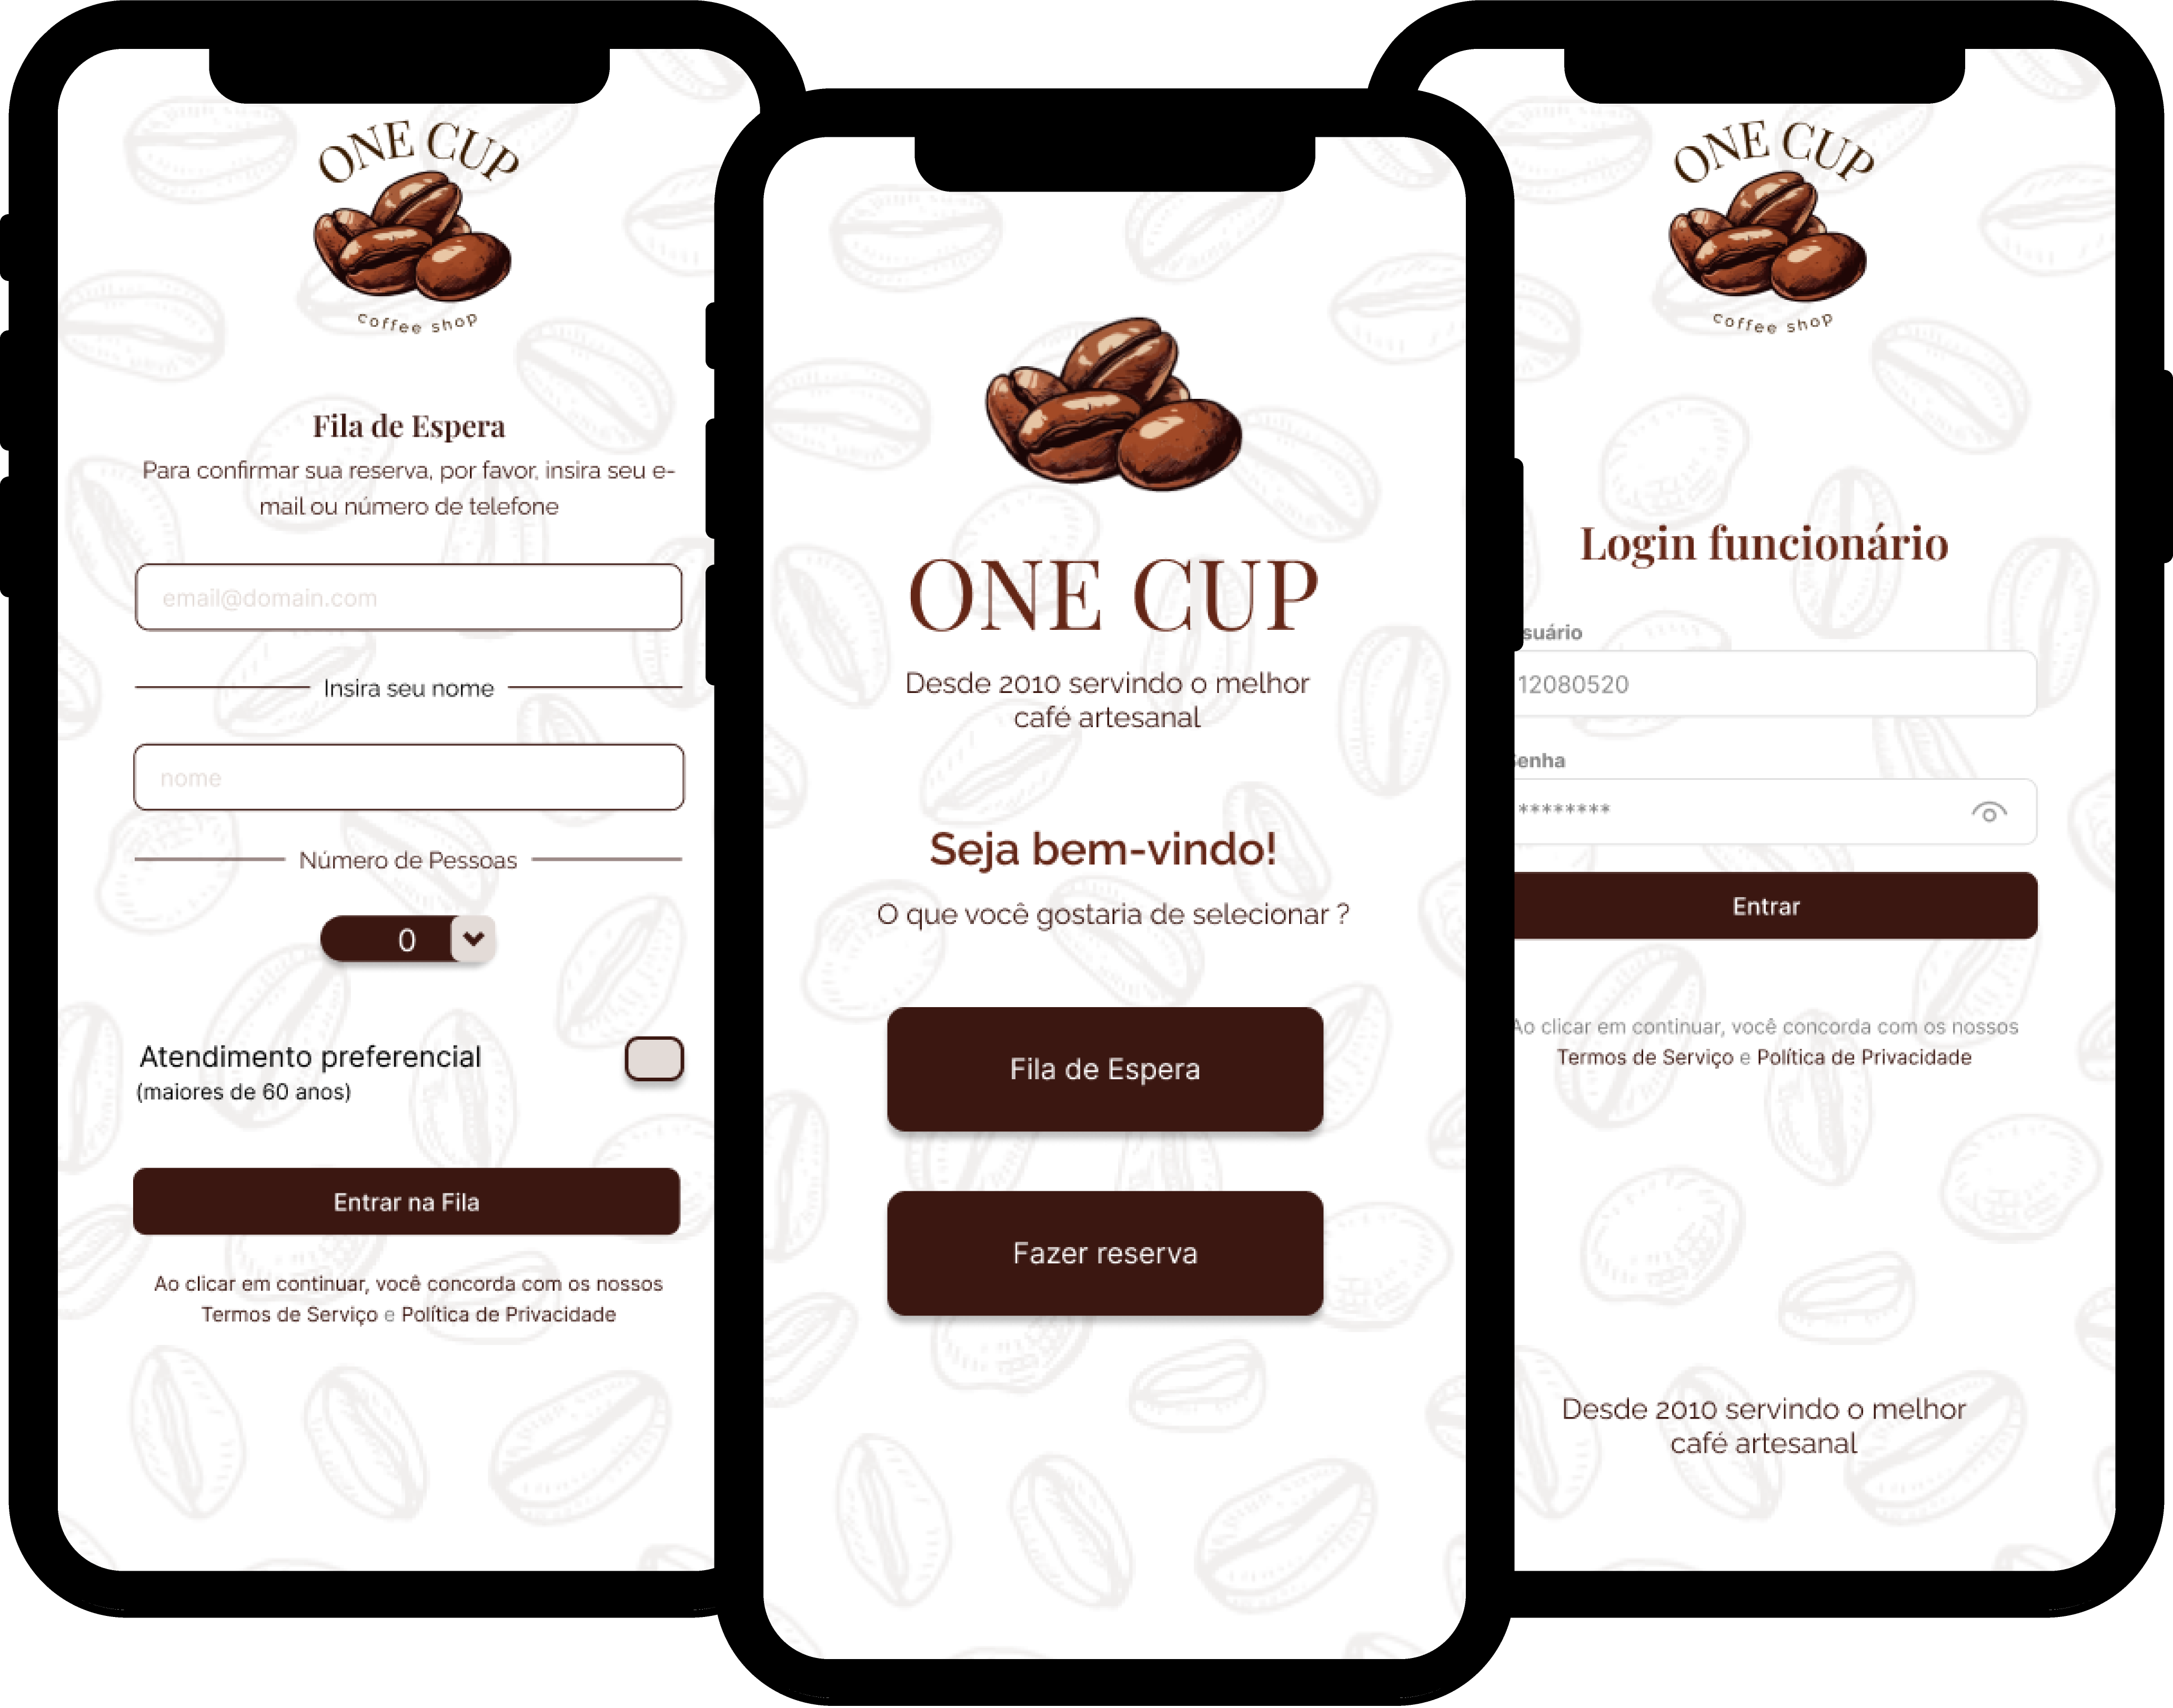 ONE CUP
coffee shop
Fila de Espera
Para confirmar sua reserva, por favor, insira seu e-
mail ou número de telefone
email@domain.com
Insira seu nome
nome
Número de Pessoas
0
Atendimento preferencial
(maiores de 60 anos)
Entrar na Fila
Ao clicar em continuar, você concorda com os nossos
Termos de Serviço e Política de Privacidade
ONE CUP
Desde 2010 servindo o melhor
café artesanal
Seja bem-vindo!
O que você gostaria de selecionar ?
Fila de Espera
Fazer reserva
ONE CUP
coffee shop
Login funcionário
suário
12080520
enha
********
Entrar
Ao clicar em continuar, você concorda com os nossos
Termos de Serviço e Política de Privacidade
Desde 2010 servindo o melhor
café artesanal